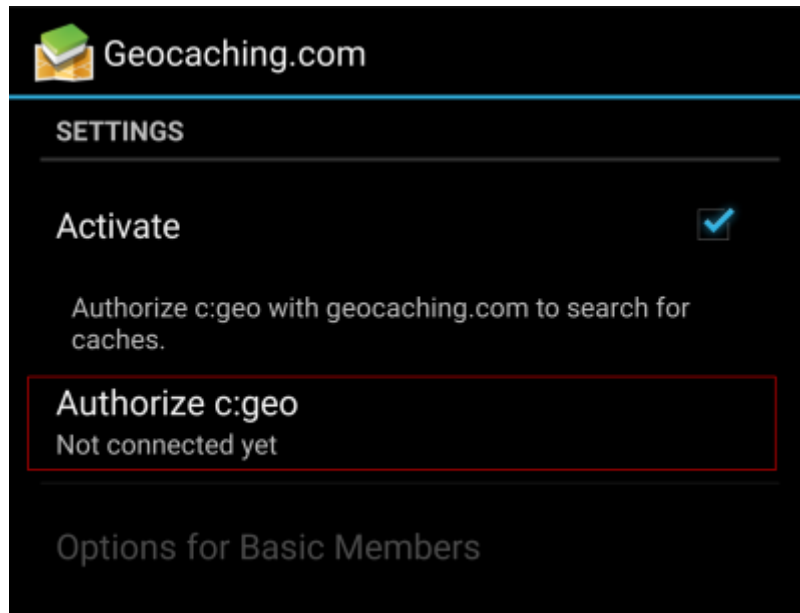 Geocaching.com
SETTINGS
Activate
Authorize c:geo with geocaching.com to search for
caches.
Authorize c:geo
Not connected yet
Options for Basic Members